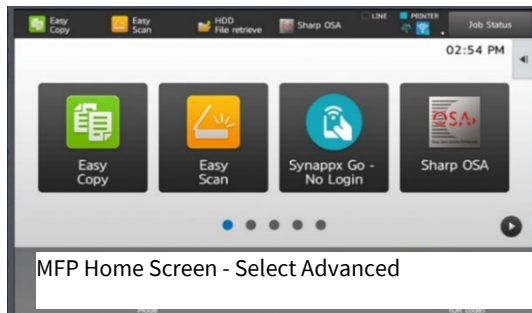 Easy
Copy
Easy
Scan
HDD
File retrieve
Sharp OSA
LINE
PRINTER
Job Status
02:54 PM
Easy
Copy
Easy
Scan
OSA
Synappx Go -
No Login
Sharp OSA
MFP Home Screen - Select Advanced